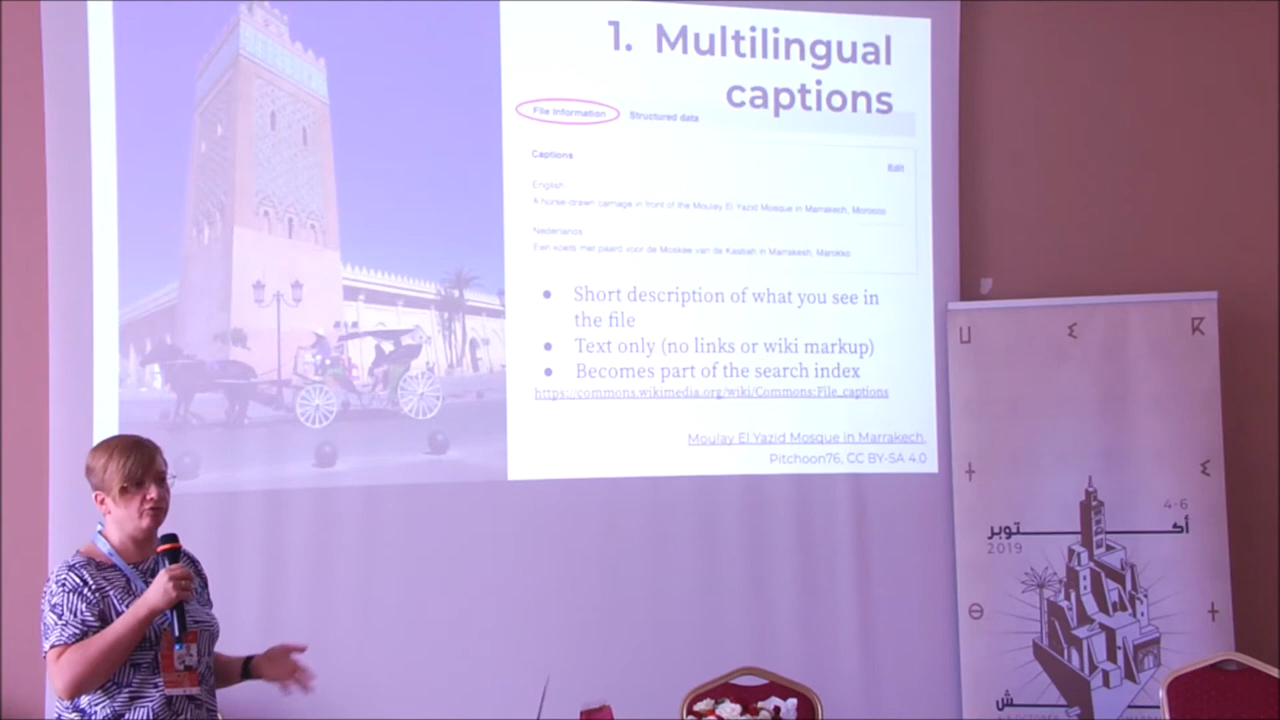 1. Multilingual
captions
File information Structured data
Captions
Edit
English
A horse-drawn carriage in front of the Moulay El Yazid Mosque in Marrakech, Morocco
Nederlands
Een koets met paard voor de Moskee van de Kasbah in Marrakesh, Marokko
● Short description of what you see in
the file
● Text only (no links or wiki markup)
● Becomes part of the search index
https://commons.wikimedia.org/wiki/Commons:File_captions
Moulay El Yazid Mosque in Marrakech,
Pitchoon76, CC BY-SA 4.0
4-6
أكـــتوبر
2019